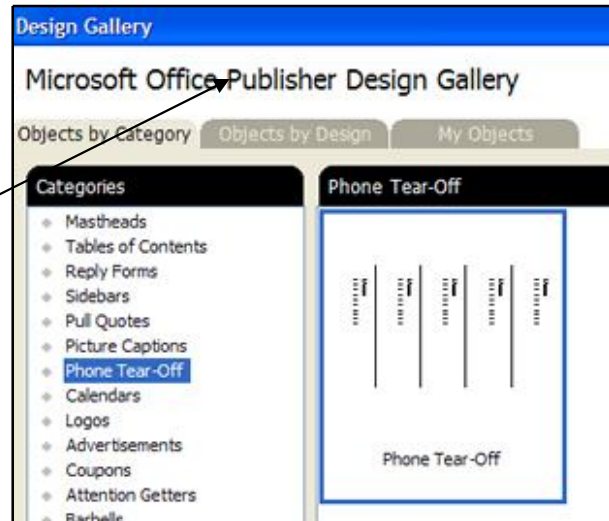 Design Gallery
Microsoft Office Publisher Design Gallery
Objects by Category Objects by Design My Objects
Categories
Mastheads
Tables of Contents
Reply Forms
Sidebars
Pull Quotes
Picture Captions
Phone Tear-Off
Calendars
Logos
Advertisements
Coupons
Attention Getters
Barbells
Phone Tear-Off
Phone Tear-Off